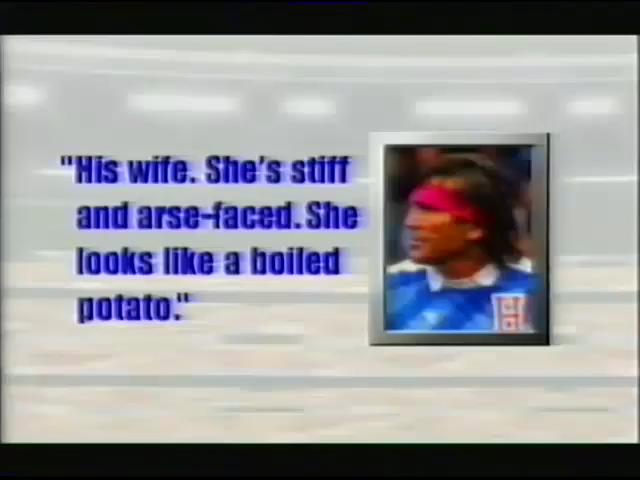 "His wife. She's stiff
and arse-faced. She
looks like a boiled
potato."